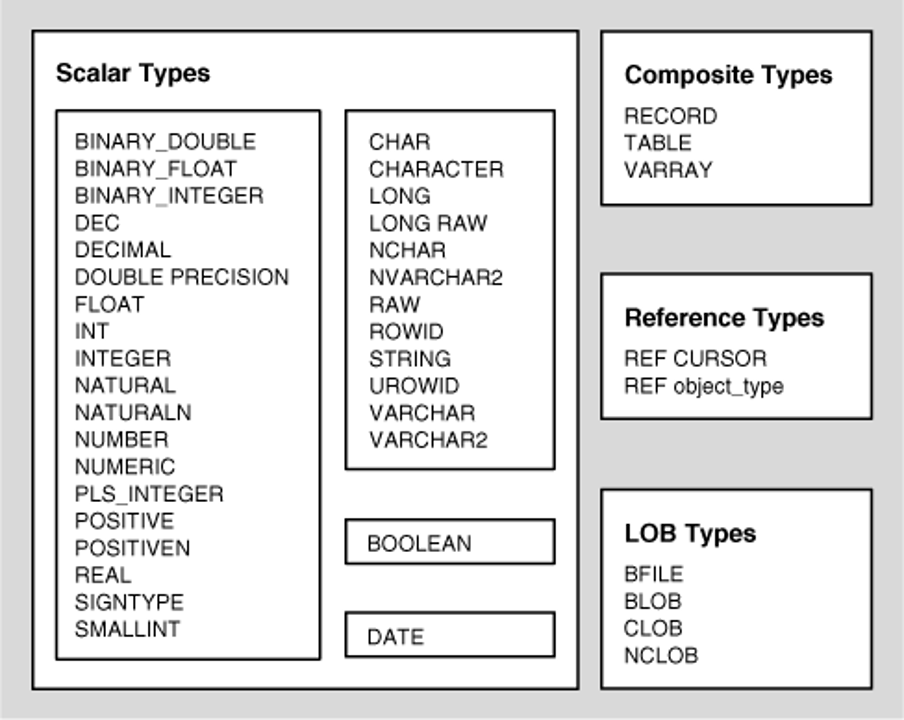 Scalar Types
BINARY_DOUBLE
BINARY_FLOAT
BINARY_INTEGER
DEC
DECIMAL
DOUBLE PRECISION
FLOAT
INT
INTEGER
NATURAL
NATURALN
NUMBER
NUMERIC
PLS_INTEGER
POSITIVE
POSITIVEN
REAL
SIGNTYPE
SMALLINT
CHAR
CHARACTER
LONG
LONG RAW
NCHAR
NVARCHAR2
RAW
ROWID
STRING
UROWID
VARCHAR
VARCHAR2
BOOLEAN
DATE
Composite Types
RECORD
TABLE
VARRAY
Reference Types
REF CURSOR
REF object_type
LOB Types
BFILE
BLOB
CLOB
NCLOB